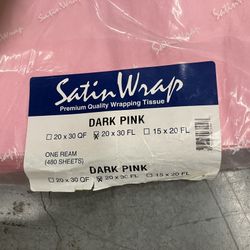 SatinWrap
Premium Quality Wrapping Tissue
DARK PINK
☐ 20 x 30 QF ☒ 20 x 30 FL ☐ 15 x 20 FL
ONE REAM
(480 SHEETS)
DARK PINK
☐ 20 x 30 QF ☒ 20 x 30 FL ☐ 15 x 20 FL